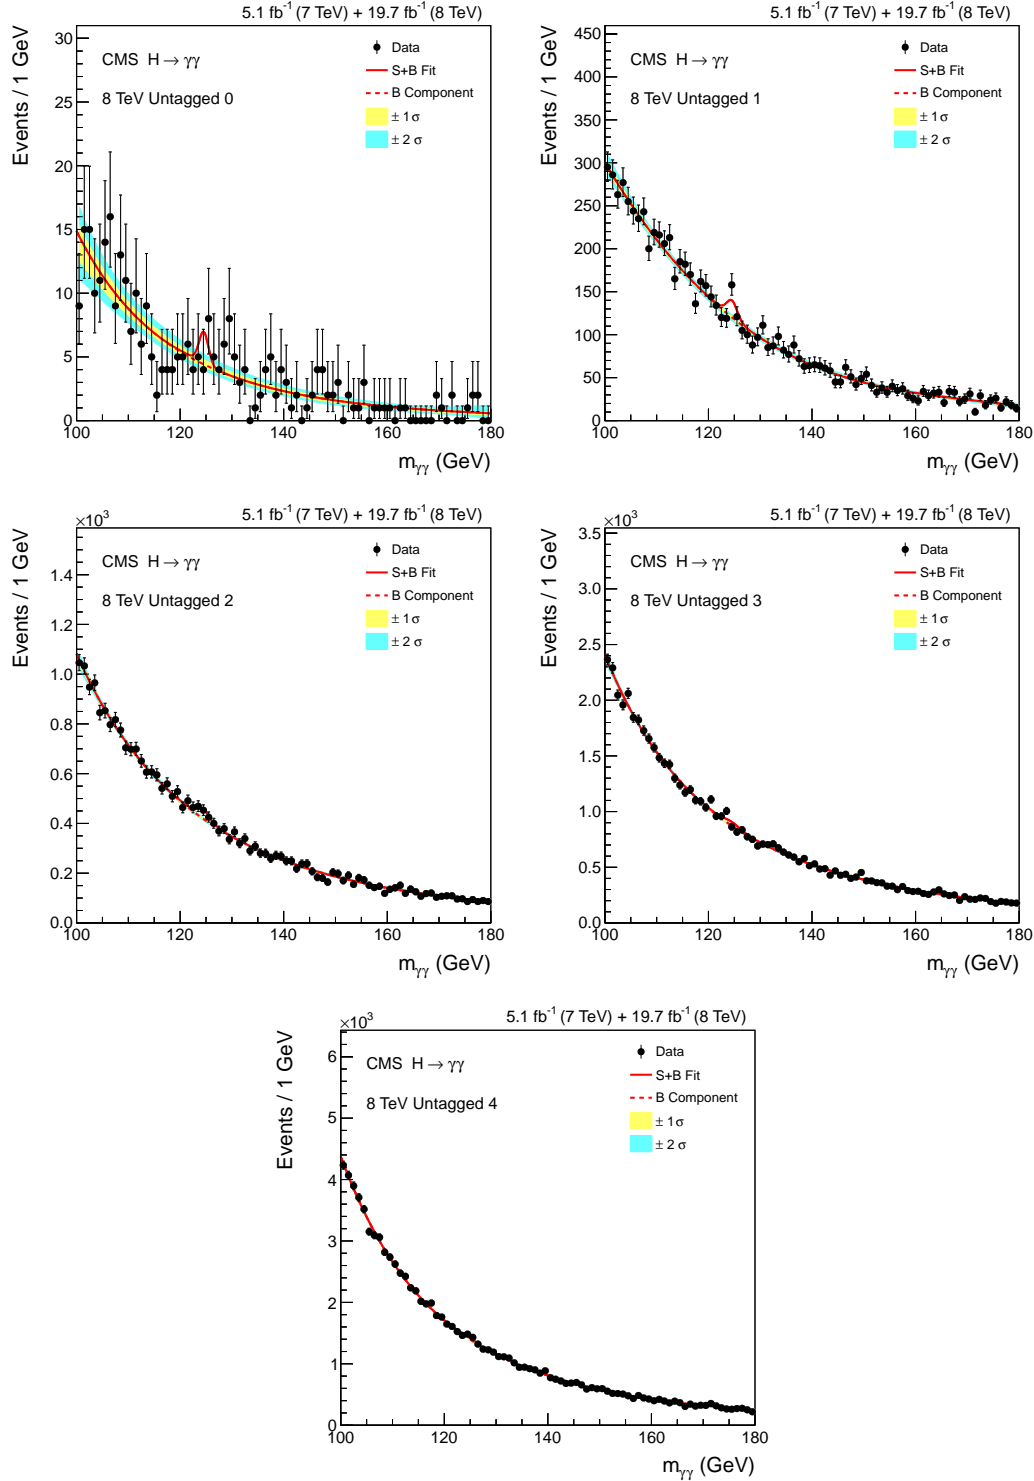 5.1 fb⁻¹ (7 TeV) + 19.7 fb⁻¹ (8 TeV)
Events / 1 GeV
30
25
20
15
10
5
0
CMS H → γγ
8 TeV Untagged 0
Data
S+B Fit
B Component
± 1 σ
± 2 σ
100 120 140 160 180
m_γγ (GeV)
5.1 fb⁻¹ (7 TeV) + 19.7 fb⁻¹ (8 TeV)
Events / 1 GeV
450
400
350
300
250
200
150
100
50
0
CMS H → γγ
8 TeV Untagged 1
Data
S+B Fit
B Component
± 1 σ
± 2 σ
100 120 140 160 180
m_γγ (GeV)
×10³
5.1 fb⁻¹ (7 TeV) + 19.7 fb⁻¹ (8 TeV)
Events / 1 GeV
1.4
1.2
1.0
0.8
0.6
0.4
0.2
0.0
CMS H → γγ
8 TeV Untagged 2
Data
S+B Fit
B Component
± 1 σ
± 2 σ
100 120 140 160 180
m_γγ (GeV)
×10³
5.1 fb⁻¹ (7 TeV) + 19.7 fb⁻¹ (8 TeV)
Events / 1 GeV
3.5
3.0
2.5
2.0
1.5
1.0
0.5
0.0
CMS H → γγ
8 TeV Untagged 3
Data
S+B Fit
B Component
± 1 σ
± 2 σ
100 120 140 160 180
m_γγ (GeV)
×10³
5.1 fb⁻¹ (7 TeV) + 19.7 fb⁻¹ (8 TeV)
Events / 1 GeV
6
5
4
3
2
1
0
CMS H → γγ
8 TeV Untagged 4
Data
S+B Fit
B Component
± 1 σ
± 2 σ
100 120 140 160 180
m_γγ (GeV)